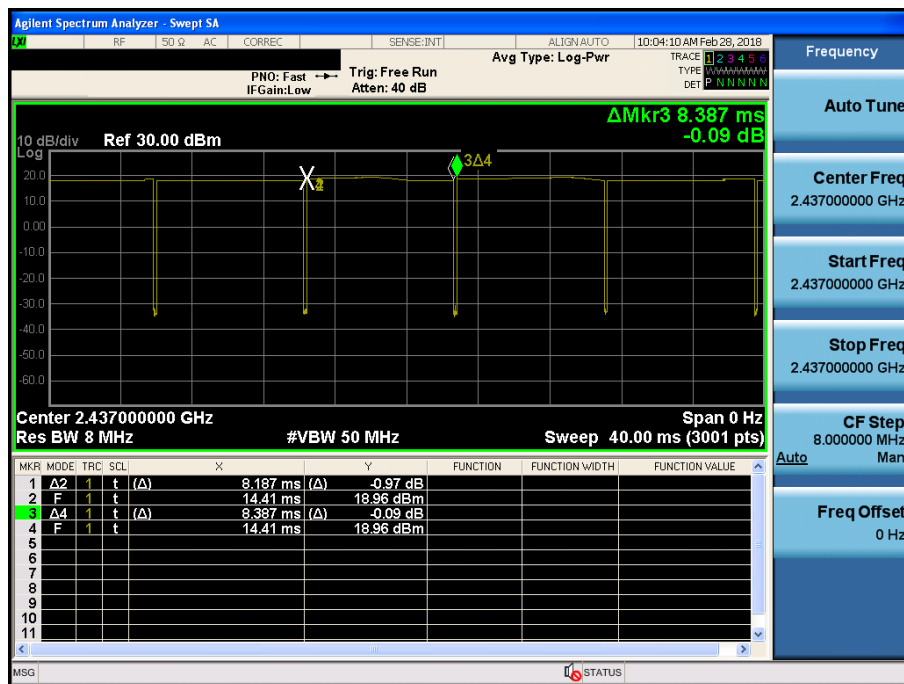 Agilent Spectrum Analyzer - Swept SA
LXI RF 50 Ω AC CORREC SENSE:INT ALIGN AUTO 10:04:10 AM Feb 28, 2018
Frequency
Avg Type: Log-Pwr
TRACE 1 2 3 4 5 6
PNO: Fast Trig: Free Run
TYPE WWWWWW
IFGain:Low Atten: 40 dB
DET P N N N N N
Auto Tune
ΔMkr3 8.387 ms
-0.09 dB
10 dB/div Ref 30.00 dBm
Log
3Δ4
20.0
10.0
0.00
-10.0
-20.0
-30.0
-40.0
-50.0
-60.0
Center Freq
2.437000000 GHz
Start Freq
2.437000000 GHz
Stop Freq
2.437000000 GHz
Center 2.437000000 GHz Span 0 Hz
Res BW 8 MHz #VBW 50 MHz Sweep 40.00 ms (3001 pts)
CF Step
8.000000 MHz
Auto Man
Freq Offset
0 Hz
MKR MODE TRC SCL X Y FUNCTION FUNCTION WIDTH FUNCTION VALUE
1 Δ2 1 t (Δ) 8.187 ms (Δ) -0.97 dB
2 F 1 t 14.41 ms 18.96 dBm
3 Δ4 1 t (Δ) 8.387 ms (Δ) -0.09 dB
4 F 1 t 14.41 ms 18.96 dBm
5
6
7
8
9
10
11
MSG STATUS